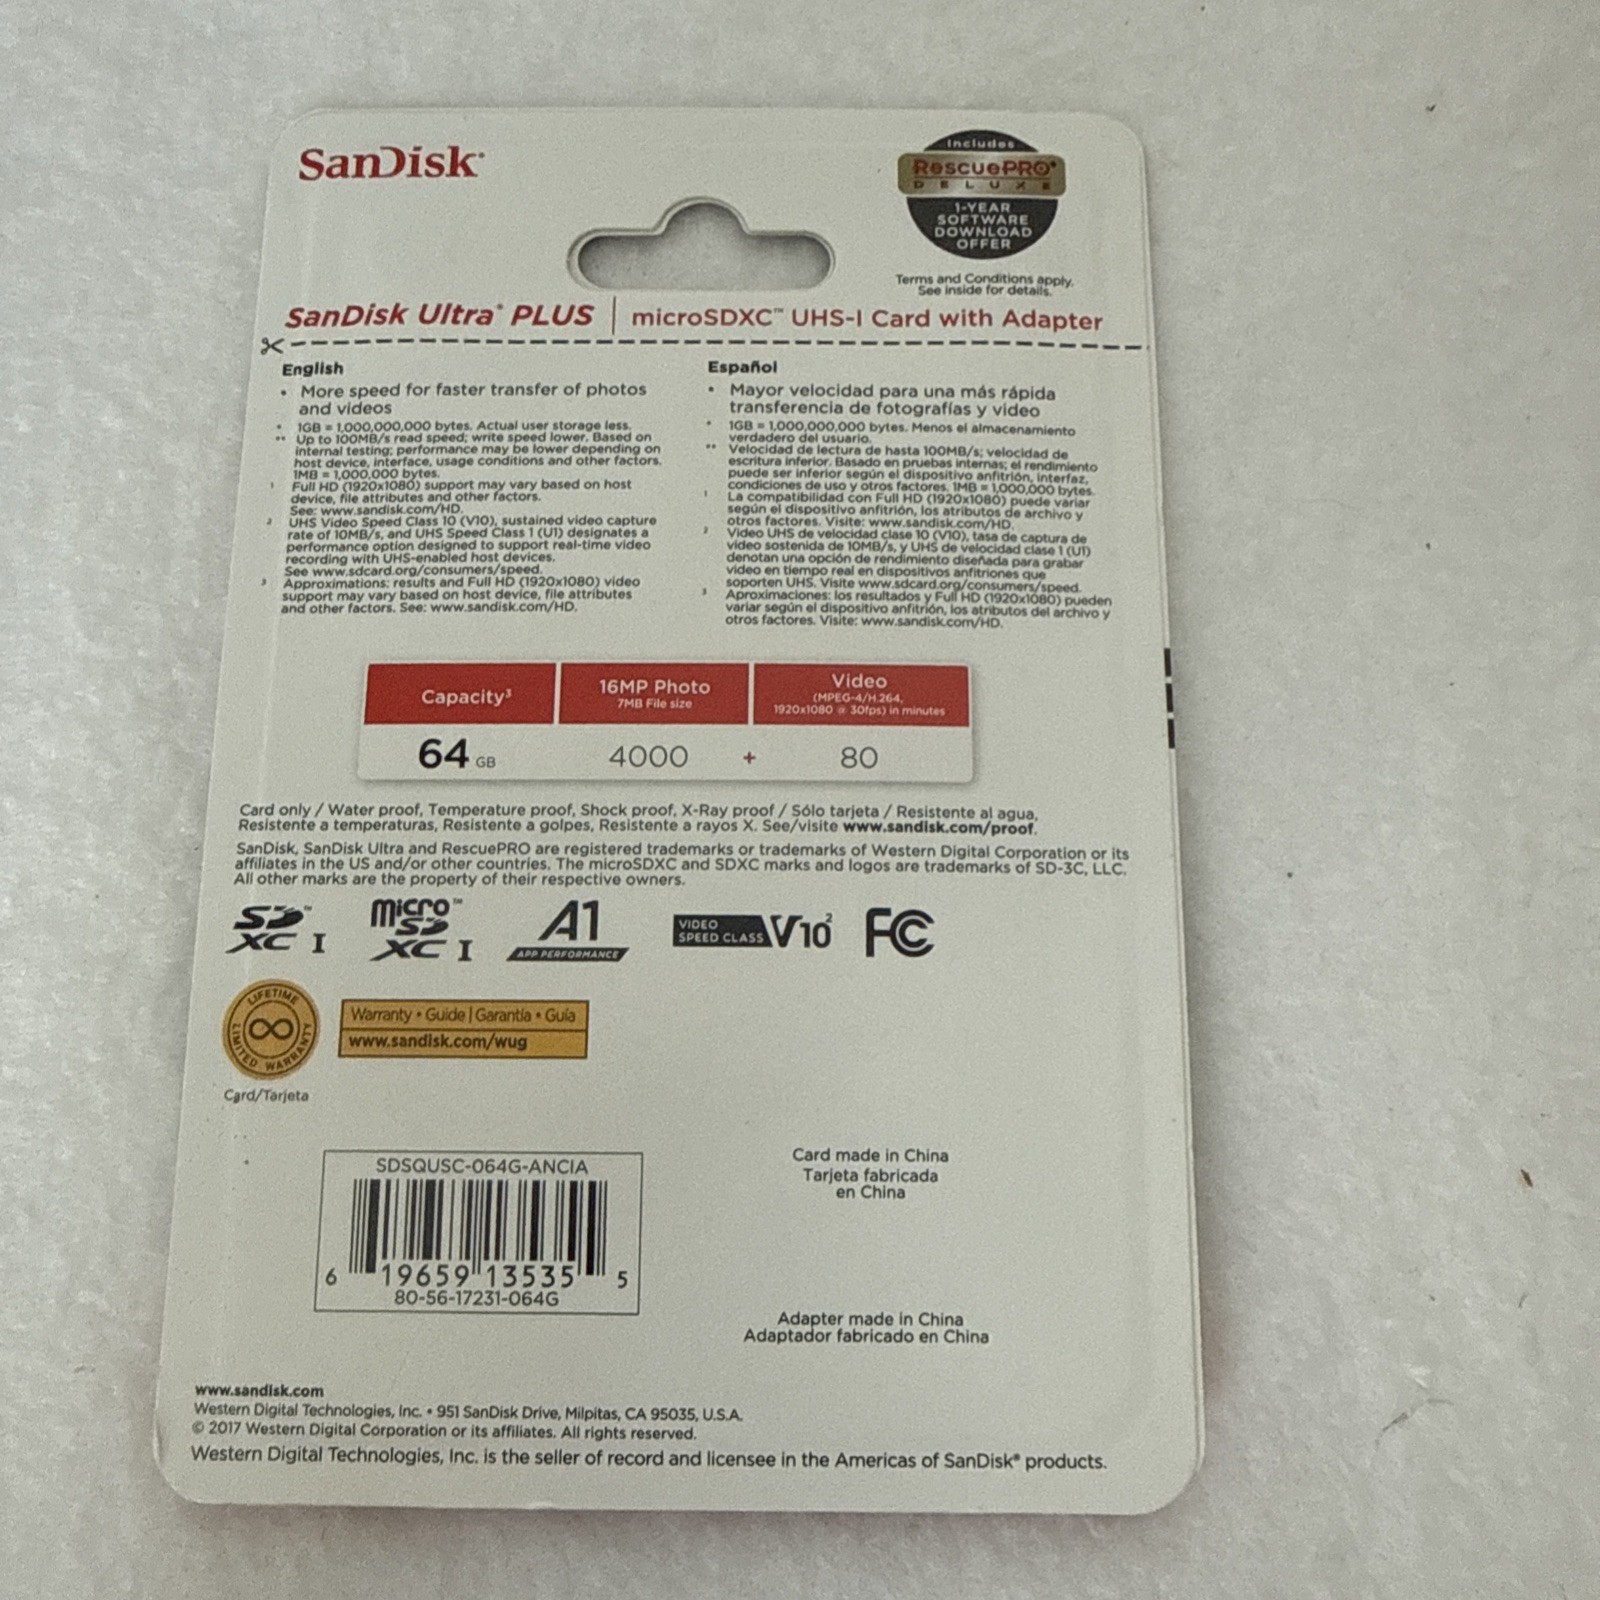 SanDisk®
Includes
RescuePRO®
DELUXE
1-YEAR
SOFTWARE
DOWNLOAD
OFFER
Terms and Conditions apply.
See inside for details.
SanDisk Ultra® PLUS | microSDXC™ UHS-I Card with Adapter
English
• More speed for faster transfer of photos
and videos
* 1GB = 1,000,000,000 bytes. Actual user storage less.
** Up to 100MB/s read speed; write speed lower. Based on
internal testing; performance may be lower depending on
host device, interface, usage conditions and other factors.
1MB = 1,000,000 bytes.
1 Full HD (1920x1080) support may vary based on host
device, file attributes and other factors.
See: www.sandisk.com/HD.
2 UHS Video Speed Class 10 (V10), sustained video capture
rate of 10MB/s, and UHS Speed Class 1 (U1) designates a
performance option designed to support real-time video
recording with UHS-enabled host devices.
See www.sdcard.org/consumers/speed.
3 Approximations: results and Full HD (1920x1080) video
support may vary based on host device, file attributes
and other factors. See: www.sandisk.com/HD.
Español
• Mayor velocidad para una más rápida
transferencia de fotografías y video
* 1GB = 1,000,000,000 bytes. Menos el almacenamiento
verdadero del usuario.
** Velocidad de lectura de hasta 100MB/s; velocidad de
escritura inferior. Basado en pruebas internas; el rendimiento
puede ser inferior según el dispositivo anfitrión, interfaz,
condiciones de uso y otros factores. 1MB = 1,000,000 bytes.
1 La compatibilidad con Full HD (1920x1080) puede variar
según el dispositivo anfitrión, los atributos de archivo y
otros factores. Visite: www.sandisk.com/HD.
2 Video UHS de velocidad clase 10 (V10), tasa de captura de
video sostenida de 10MB/s, y UHS de velocidad clase 1 (U1)
denotan una opción de rendimiento diseñada para grabar
video en tiempo real en dispositivos anfitriones que
soporten UHS. Visite www.sdcard.org/consumers/speed.
3 Aproximaciones: los resultados y Full HD (1920x1080) pueden
variar según el dispositivo anfitrión, los atributos del archivo y
otros factores. Visite: www.sandisk.com/HD.
Capacity³
16MP Photo
7MB File size
Video
(MPEG-4/H.264,
1920x1080 @ 30fps) in minutes
64 GB 4000 + 80
Card only / Water proof, Temperature proof, Shock proof, X-Ray proof / Sólo tarjeta / Resistente al agua,
Resistente a temperaturas, Resistente a golpes, Resistente a rayos X. See/visite www.sandisk.com/proof.
SanDisk, SanDisk Ultra and RescuePRO are registered trademarks or trademarks of Western Digital Corporation or its
affiliates in the US and/or other countries. The microSDXC and SDXC marks and logos are trademarks of SD-3C, LLC.
All other marks are the property of their respective owners.
SD™
XC I
micro™
SD
XC I
A1
APP PERFORMANCE
VIDEO
SPEED CLASS V10²
FC
LIFETIME
LIMITED WARRANTY
Card/Tarjeta
Warranty • Guide | Garantía • Guía
www.sandisk.com/wug
SDSQUSC-064G-ANCIA
6 19659 13535 5
80-56-17231-064G
Card made in China
Tarjeta fabricada
en China
Adapter made in China
Adaptador fabricado en China
www.sandisk.com
Western Digital Technologies, Inc. • 951 SanDisk Drive, Milpitas, CA 95035, U.S.A.
© 2017 Western Digital Corporation or its affiliates. All rights reserved.
Western Digital Technologies, Inc. is the seller of record and licensee in the Americas of SanDisk® products.